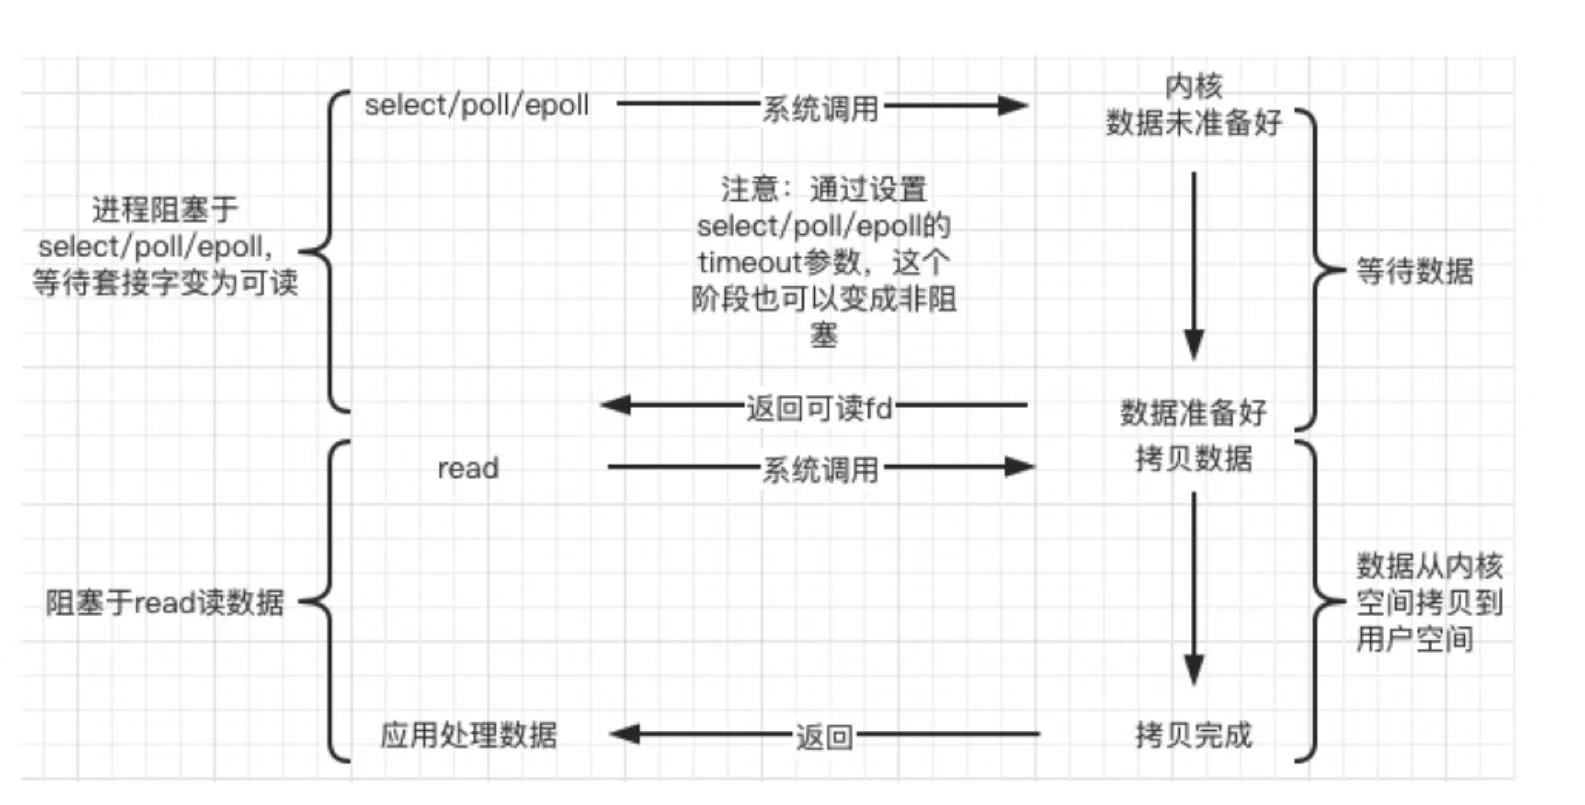 select/poll/epoll
系统调用
内核
数据未准备好
进程阻塞于
select/poll/epoll，
等待套接字变为可读
注意：通过设置
select/poll/epoll的
timeout参数，这个
阶段也可以变成非阻
塞
等待数据
返回可读fd
数据准备好
read
系统调用
拷贝数据
阻塞于read读数据
数据从内核
空间拷贝到
用户空间
应用处理数据
返回
拷贝完成